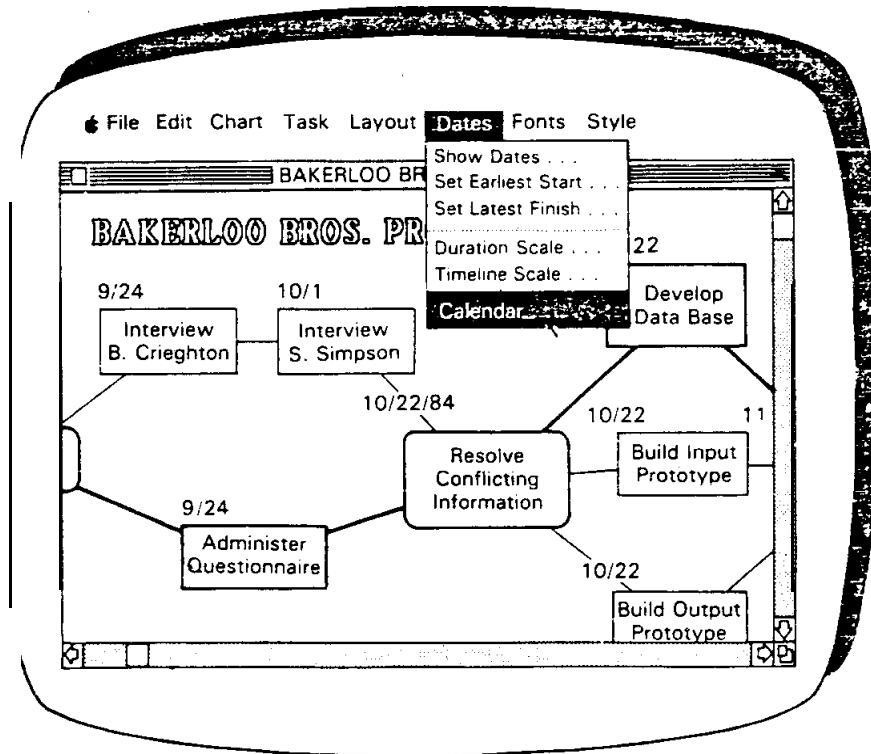 File Edit Chart Task Layout Dates Fonts Style
Show Dates . . .
Set Earliest Start . . .
Set Latest Finish . . .
Duration Scale . . .
Timeline Scale . . .
Calendar
BAKERLOO BR
BAKERLOO BROS. PR
9/24
Interview
B. Crieghton
10/1
Interview
S. Simpson
22
Develop
Data Base
10/22/84
Resolve
Conflicting
Information
10/22
11
Build Input
Prototype
9/24
Administer
Questionnaire
10/22
Build Output
Prototype